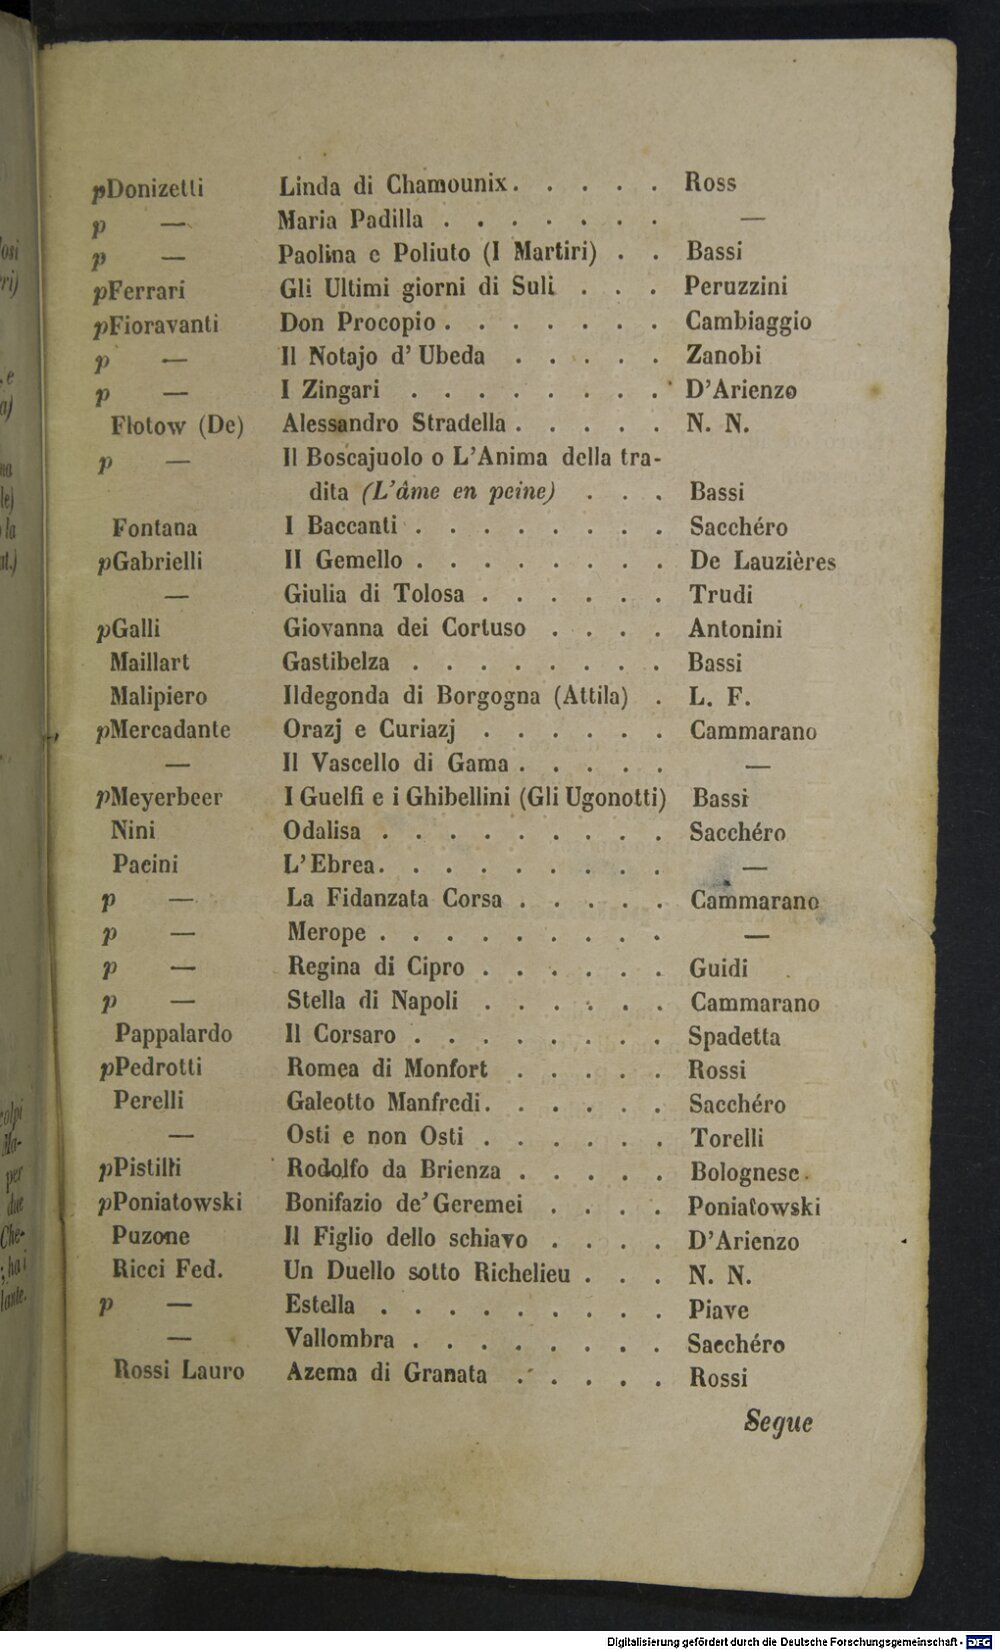 pDonizetti Linda di Chamounix. . . . . Ross
p — Maria Padilla . . . . . . . —
p — Paolina e Poliuto (I Martiri) . . Bassi
pFerrari Gli Ultimi giorni di Suli . . . Peruzzini
pFioravanti Don Procopio . . . . . . . Cambiaggio
p — Il Notajo d'Ubeda . . . . . Zanobi
p — I Zingari . . . . . . . . D'Arienzo
Flotow (De) Alessandro Stradella . . . . . N. N.
p — Il Boscajuolo o L'Anima della tra-
dita (L'âme en peine) . . . Bassi
Fontana I Baccanti . . . . . . . . Sacchéro
pGabrielli Il Gemello . . . . . . . . De Lauzières
— Giulia di Tolosa . . . . . . Trudi
pGalli Giovanna dei Cortuso . . . . Antonini
Maillart Gastibelza . . . . . . . . Bassi
Malipiero Ildegonda di Borgogna (Attila) . L. F.
pMercadante Orazj e Curiazj . . . . . . Cammarano
— Il Vascello di Gama . . . . . —
pMeyerbeer I Guelfi e i Ghibellini (Gli Ugonotti) Bassi
Nini Odalisa . . . . . . . . . Sacchéro
Pacini L'Ebrea. . . . . . . . . —
p — La Fidanzata Corsa . . . . . Cammarano
p — Merope . . . . . . . . . —
p — Regina di Cipro . . . . . . Guidi
p — Stella di Napoli . . . . . . Cammarano
Pappalardo Il Corsaro . . . . . . . . Spadetta
pPedrotti Romea di Monfort . . . . . Rossi
Perelli Galeotto Manfredi. . . . . . Sacchéro
— Osti e non Osti . . . . . . Torelli
pPistilli Rodolfo da Brienza . . . . . Bolognese
pPoniatowski Bonifazio de' Geremei . . . . Poniatowski
Puzone Il Figlio dello schiavo . . . . D'Arienzo
Ricci Fed. Un Duello sotto Richelieu . . . N. N.
p — Estella . . . . . . . . . Piave
— Vallombra . . . . . . . . Sacchéro
Rossi Lauro Azema di Granata . . . . . Rossi
Segue
Digitalisierung gefördert durch die Deutsche Forschungsgemeinschaft - DFG